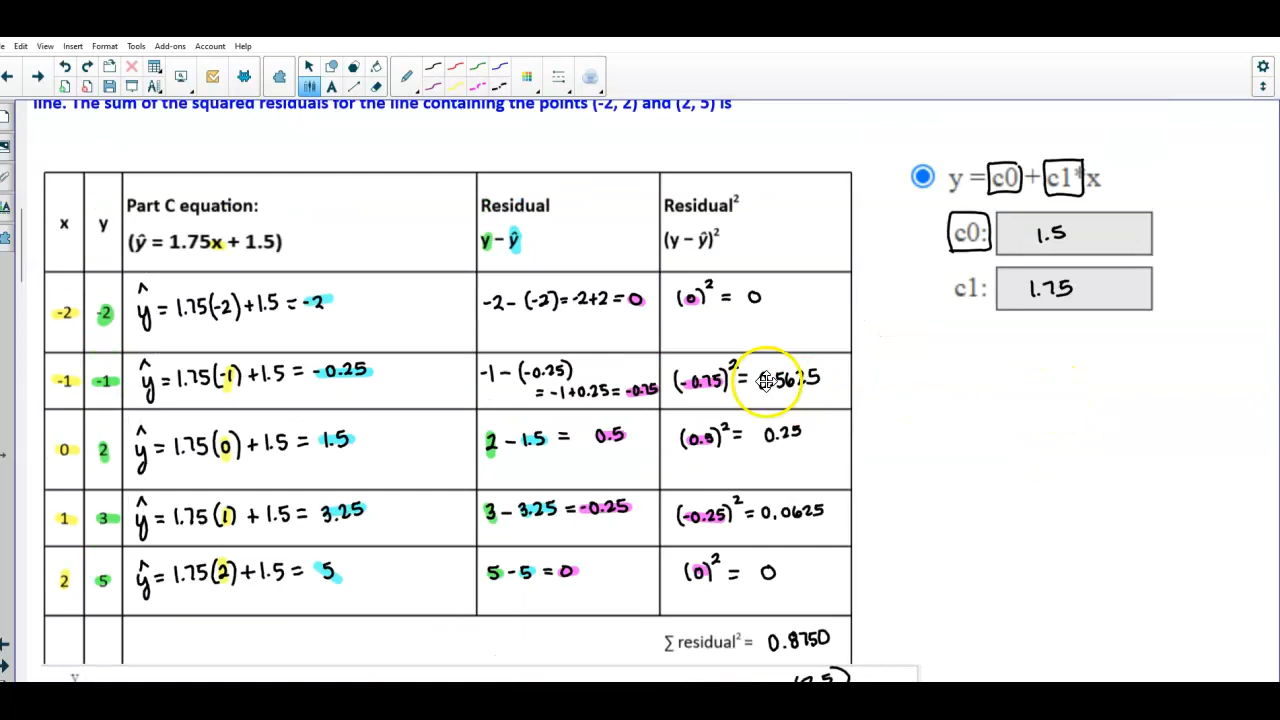 Edit View Insert Format Tools Add-ons Account Help
line. The sum of the squared residuals for the line containing the points (-2, 2) and (2, 5) is
y = c0 + c1* x
c0: 1.5
c1: 1.75
x y Part C equation: (ŷ = 1.75x + 1.5) Residual y – ŷ Residual² (y – ŷ)²
-2 -2 ŷ = 1.75(-2) + 1.5 = -2 -2 - (-2) = -2+2 = 0 (0)² = 0
-1 -1 ŷ = 1.75(-1) + 1.5 = -0.25 -1 - (-0.25)
= -1+0.25 = -0.75 (-0.75)² = 0.5625
0 2 ŷ = 1.75(0) + 1.5 = 1.5 2 - 1.5 = 0.5 (0.5)² = 0.25
1 3 ŷ = 1.75(1) + 1.5 = 3.25 3 - 3.25 = -0.25 (-0.25)² = 0.0625
2 5 ŷ = 1.75(2) + 1.5 = 5 5 - 5 = 0 (0)² = 0
∑ residual² = 0.8750
y